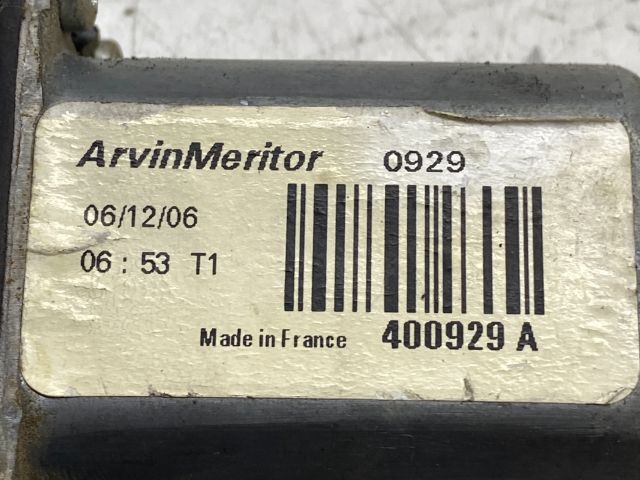 ArvinMeritor 0929
06/12/06
06 : 53 T1
Made in France 400929 A